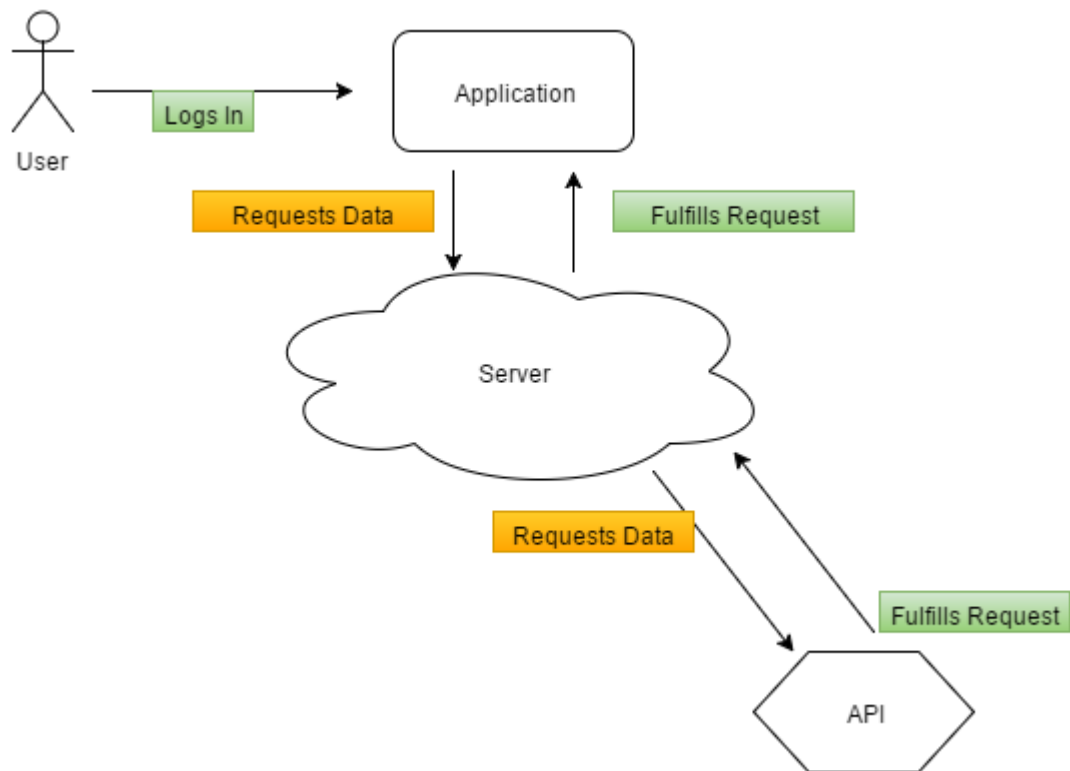 Application
Logs In
User
Requests Data
Fulfills Request
Server
Requests Data
Fulfills Request
API